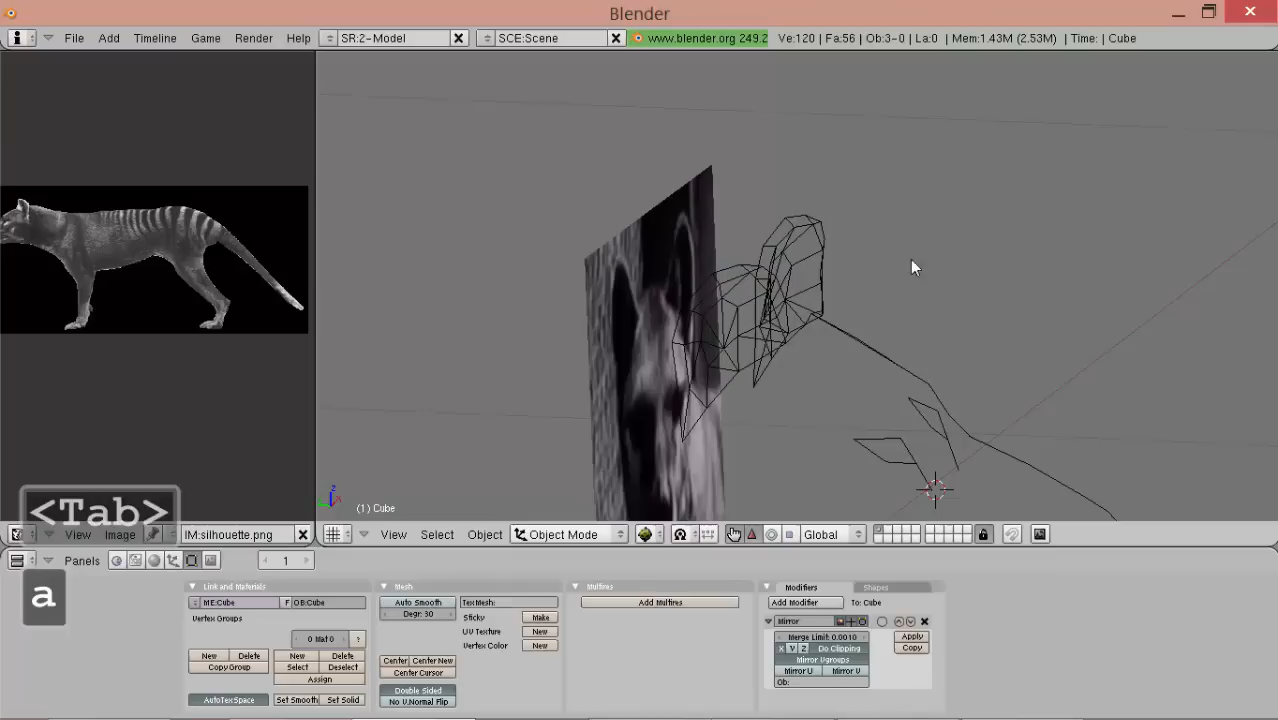 Blender
File Add Timeline Game Render Help SR:2-Model SCE:Scene www.blender.org 249.2 Ve:120 | Fa:56 | Ob:3-0 | La:0 | Mem:1.43M (2.53M) | Time: | Cube
(1) Cube
<Tab>
View Image IM:silhouette.png View Select Object Object Mode Global
Panels 1
a
Link and Materials Mesh Multires Modifiers Shapes
ME:Cube F OB:Cube Auto Smooth TexMesh: Add Multires Add Modifier To: Cube
Vertex Groups Degr: 30 Sticky Make Mirror
UV Texture New Merge Limit: 0.0010 Apply
0 Mat 0 ? Vertex Color New X Y Z Do Clipping Copy
New Delete New Delete Center Center New Mirror Vgroups
Copy Group Select Deselect Center Cursor Mirror U Mirror V
Assign Ob:
Double Sided
AutoTexSpace Set Smooth Set Solid No V.Normal Flip